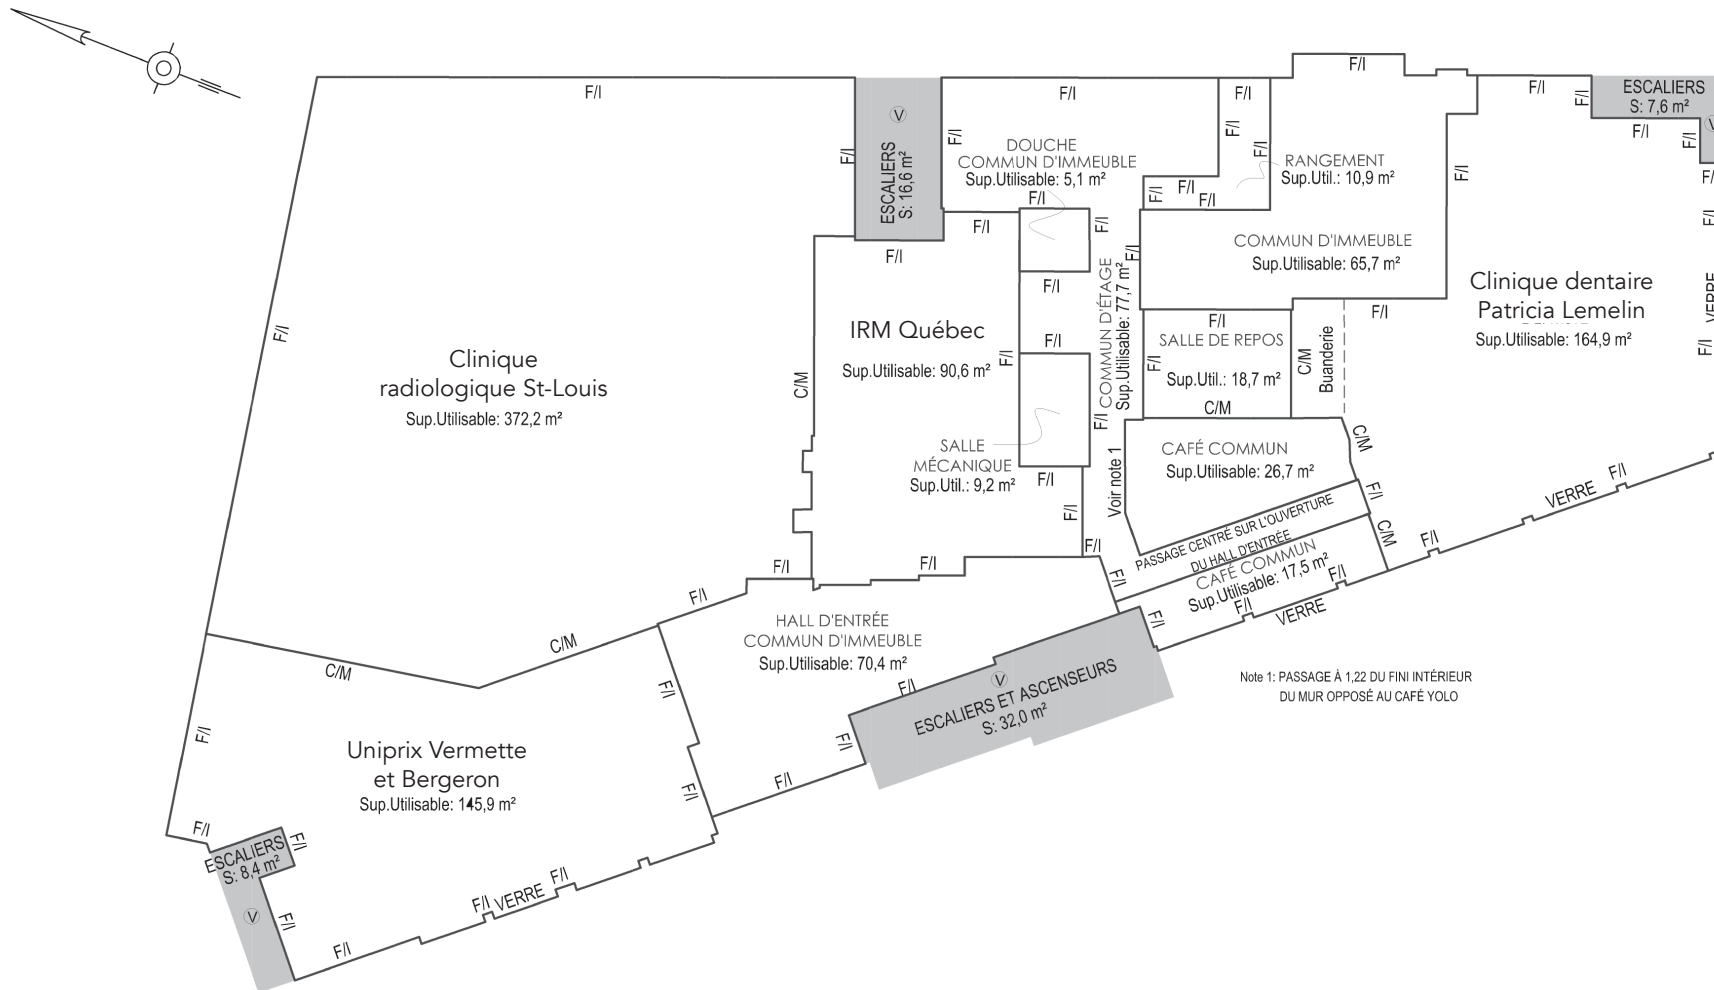 F/I
F/I
F/I
F/I
F/I
ESCALIERS
S: 7,6 m²
V
V
ESCALIERS
S: 16,6 m²
F/I
F/I
F/I
F/I
F/I
F/I
DOUCHE
COMMUN D'IMMEUBLE
Sup.Utilisable: 5,1 m²
RANGEMENT
Sup.Util.: 10,9 m²
F/I
F/I
F/I
F/I
F/I
F/I
F/I
F/I
F/I
F/I
F/I
F/I
F/I
COMMUN D'IMMEUBLE
Sup.Utilisable: 65,7 m²
COMMUN D'ÉTAGE
Sup.Utilisable: 77,7 m²
Clinique dentaire
Patricia Lemelin
Sup.Utilisable: 164,9 m²
VERRE
F/I
F/I
F/I
F/I
F/I
IRM Québec
Sup.Utilisable: 90,6 m²
F/I
F/I
SALLE DE REPOS
Sup.Util.: 18,7 m²
C/M
C/M
Buanderie
Clinique
radiologique St-Louis
Sup.Utilisable: 372,2 m²
C/M
F/I
SALLE
MÉCANIQUE
Sup.Util.: 9,2 m²
F/I
F/I
Voir note 1
CAFÉ COMMUN
Sup.Utilisable: 26,7 m²
C/M
F/I
C/M
PASSAGE CENTRÉ SUR L'OUVERTURE
DU HALL D'ENTRÉE
CAFÉ COMMUN
Sup.Utilisable: 17,5 m²
F/I
F/I
VERRE
F/I
VERRE
F/I
F/I
F/I
F/I
F/I
F/I
F/I
C/M
C/M
HALL D'ENTRÉE
COMMUN D'IMMEUBLE
Sup.Utilisable: 70,4 m²
F/I
V
ESCALIERS ET ASCENSEURS
S: 32,0 m²
F/I
F/I
Note 1: PASSAGE À 1,22 DU FINI INTÉRIEUR
DU MUR OPPOSÉ AU CAFÉ YOLO
F/I
F/I
F/I
Uniprix Vermette
et Bergeron
Sup.Utilisable: 145,9 m²
F/I
F/I
ESCALIERS
S: 8,4 m²
V
F/I
F/I
F/I
VERRE
F/I